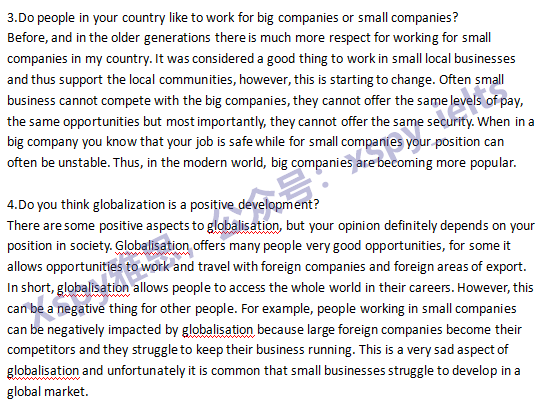 3.Do people in your country like to work for big companies or small companies?
Before, and in the older generations there is much more respect for working for small
companies in my country. It was considered a good thing to work in small local businesses
and thus support the local communities, however, this is starting to change. Often small
business cannot compete with the big companies, they cannot offer the same levels of pay,
the same opportunities but most importantly, they cannot offer the same security. When in a
big company you know that your job is safe while for small companies your position can
often be unstable. Thus, in the modern world, big companies are becoming more popular.
4.Do you think globalization is a positive development?
There are some positive aspects to globalisation, but your opinion definitely depends on your
position in society. Globalisation offers many people very good opportunities, for some it
allows opportunities to work and travel with foreign companies and foreign areas of export.
In short, globalisation allows people to access the whole world in their careers. However, this
can be a negative thing for other people. For example, people working in small companies
can be negatively impacted by globalisation because large foreign companies become their
competitors and they struggle to keep their business running. This is a very sad aspect of
globalisation and unfortunately it is common that small businesses struggle to develop in a
global market.
xspy雅思，公众号：xspy_ielts